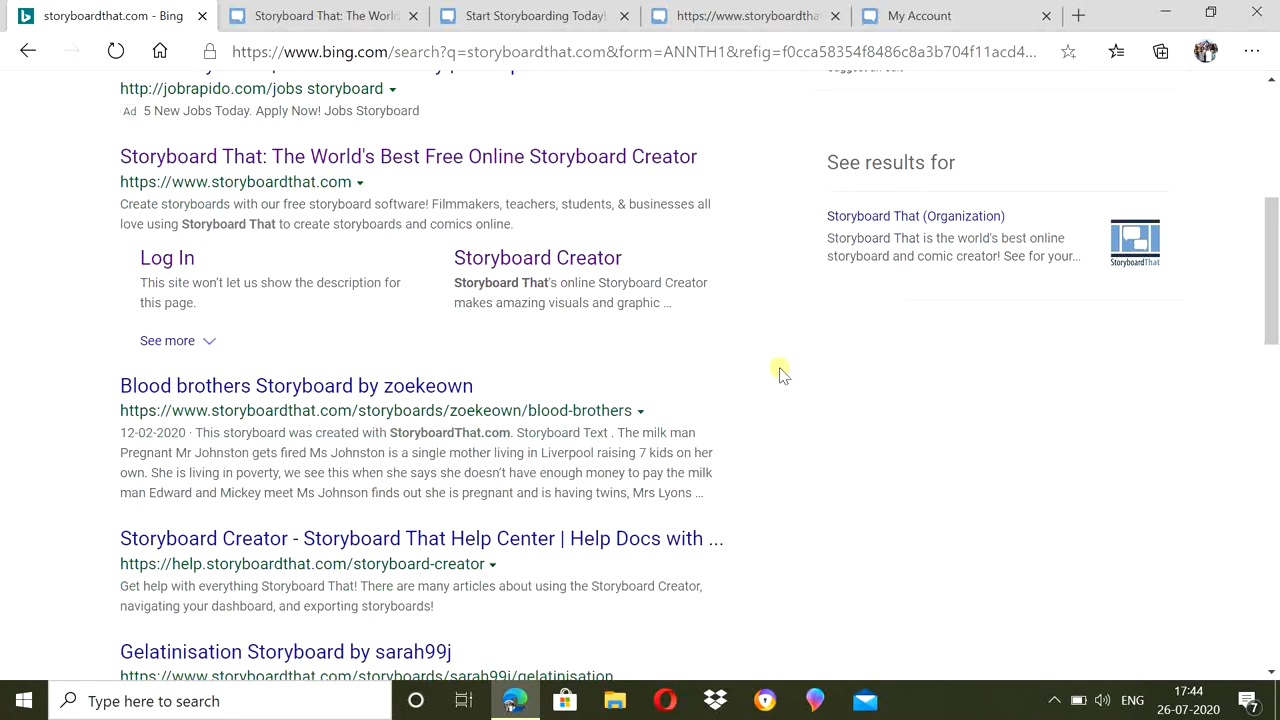 storyboardthat.com - Bing
Storyboard That: The Worl
Start Storyboarding Today!
https://www.storyboardtha
My Account
https://www.bing.com/search?q=storyboardthat.com&form=ANNTH1&refig=f0cca58354f8486c8a3b704f11acd4...
http://jobrapido.com/jobs storyboard
Ad 5 New Jobs Today. Apply Now! Jobs Storyboard
Storyboard That: The World's Best Free Online Storyboard Creator
https://www.storyboardthat.com
Create storyboards with our free storyboard software! Filmmakers, teachers, students, & businesses all
love using Storyboard That to create storyboards and comics online.
Log In
This site won't let us show the description for
this page.
Storyboard Creator
Storyboard That's online Storyboard Creator
makes amazing visuals and graphic ...
See more
Blood brothers Storyboard by zoekeown
https://www.storyboardthat.com/storyboards/zoekeown/blood-brothers
12-02-2020 · This storyboard was created with StoryboardThat.com. Storyboard Text . The milk man
Pregnant Mr Johnston gets fired Ms Johnston is a single mother living in Liverpool raising 7 kids on her
own. She is living in poverty, we see this when she says she doesn't have enough money to pay the milk
man Edward and Mickey meet Ms Johnson finds out she is pregnant and is having twins, Mrs Lyons ...
Storyboard Creator - Storyboard That Help Center | Help Docs with ...
https://help.storyboardthat.com/storyboard-creator
Get help with everything Storyboard That! There are many articles about using the Storyboard Creator,
navigating your dashboard, and exporting storyboards!
Gelatinisation Storyboard by sarah99j
https://www.storyboardthat.com/storyboards/sarah99j/gelatinisation
See results for
Storyboard That (Organization)
Storyboard That is the world's best online
storyboard and comic creator! See for your...
StoryboardThat
Type here to search
ENG
17:44
26-07-2020
7